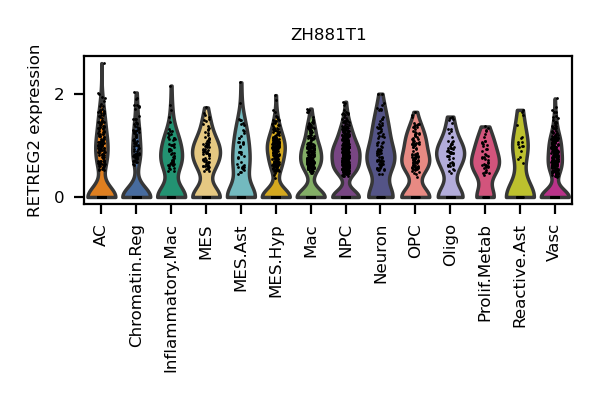 ZH881T1
RETREG2 expression
2
0
AC
Chromatin.Reg
Inflammatory.Mac
MES
MES.Ast
MES.Hyp
Mac
NPC
Neuron
OPC
Oligo
Prolif.Metab
Reactive.Ast
Vasc